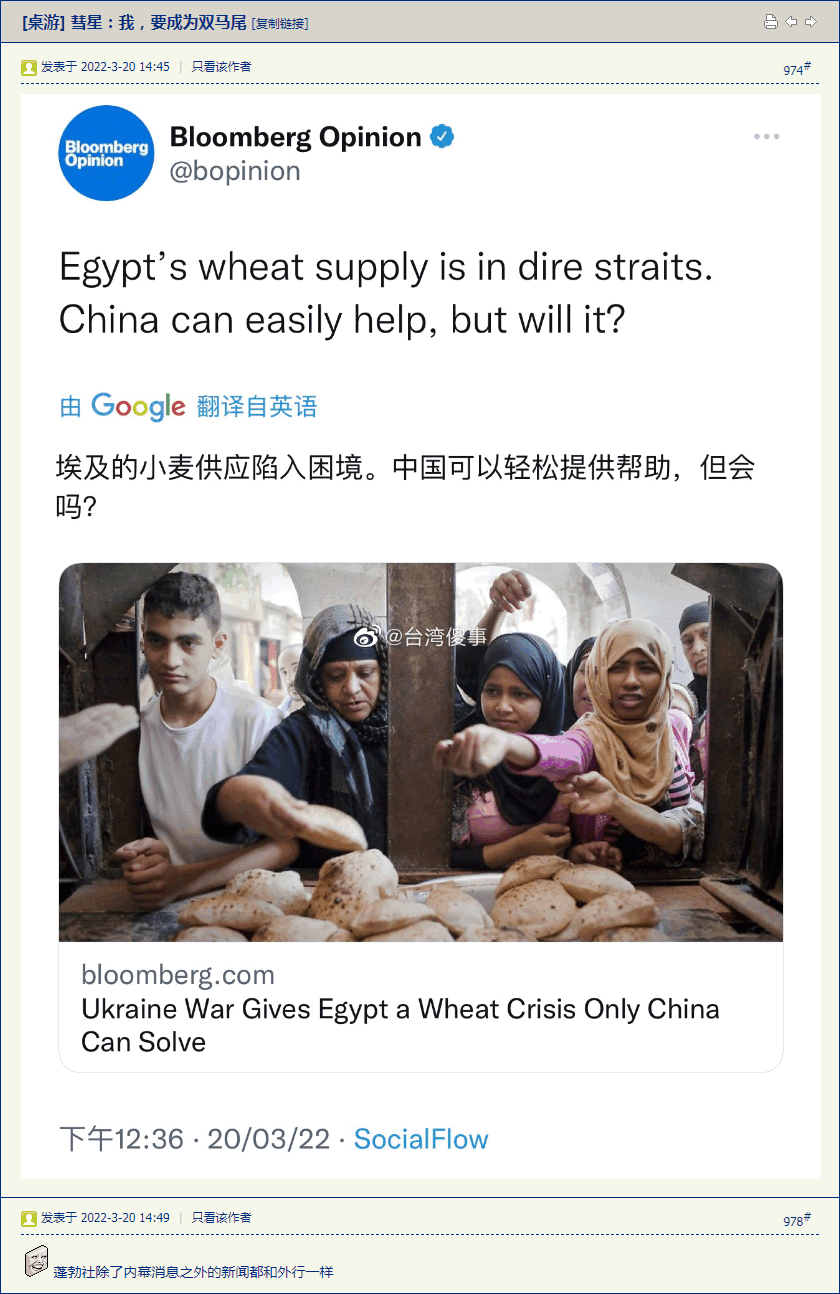 [桌游] 彗星：我，要成为双马尾 [复制链接]
发表于 2022-3-20 14:45 | 只看该作者
974#
Bloomberg Opinion
Bloomberg Opinion
@bopinion
Egypt’s wheat supply is in dire straits.
China can easily help, but will it?
由 Google 翻译自英语
埃及的小麦供应陷入困境。中国可以轻松提供帮助，但会
吗？
@台湾傻事
bloomberg.com
Ukraine War Gives Egypt a Wheat Crisis Only China
Can Solve
下午12:36 · 20/03/22 · SocialFlow
发表于 2022-3-20 14:49 | 只看该作者
978#
蓬勃社除了内幕消息之外的新闻都和外行一样